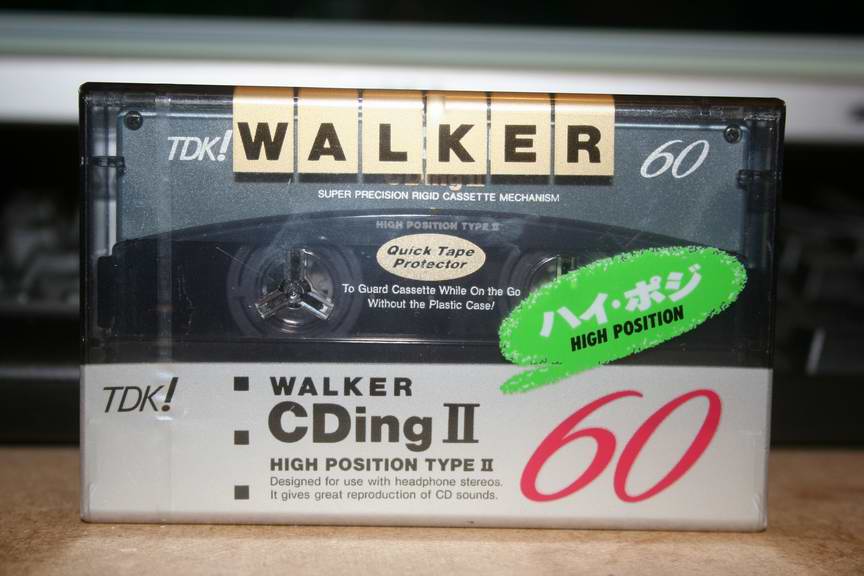 TDK! WALKER 60
CDing II
SUPER PRECISION RIGID CASSETTE MECHANISM
HIGH POSITION TYPE II
Quick Tape
Protector
To Guard Cassette While On the Go
Without the Plastic Case!
ハイ・ポジ
HIGH POSITION
TDK!
WALKER
CDing II
60
HIGH POSITION TYPE II
Designed for use with headphone stereos.
It gives great reproduction of CD sounds.